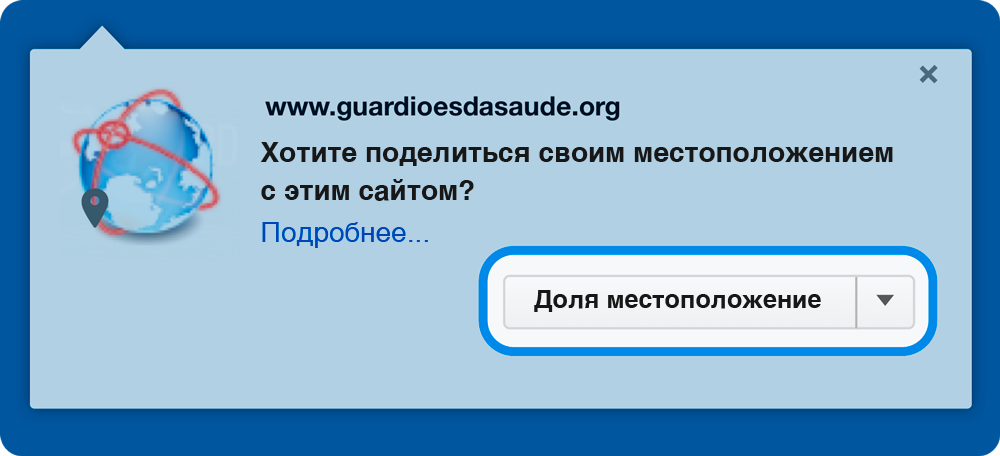 www.guardioesdasaude.org
Хотите поделиться своим местоположением
с этим сайтом?
Подробнее...
Доля местоположение